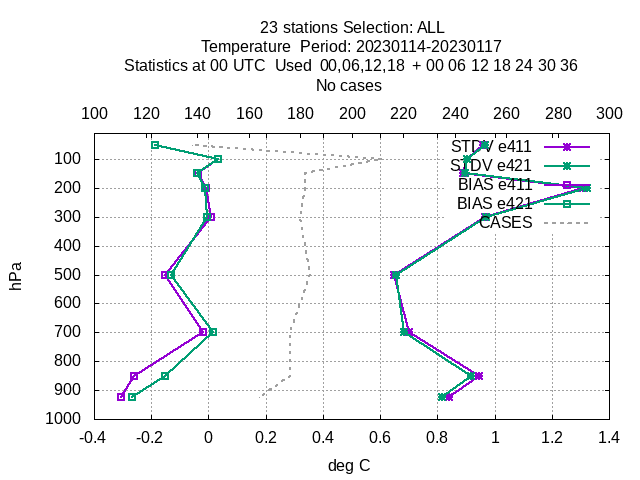 23 stations Selection: ALL
Temperature Period: 20230114-20230117
Statistics at 00 UTC Used 00,06,12,18 + 00 06 12 18 24 30 36
No cases
100 120 140 160 180 200 220 240 260 280 300
STDV e411
STDV e421
BIAS e411
BIAS e421
CASES
100
200
300
400
500
600
700
800
900
1000
hPa
-0.4 -0.2 0 0.2 0.4 0.6 0.8 1 1.2 1.4
deg C